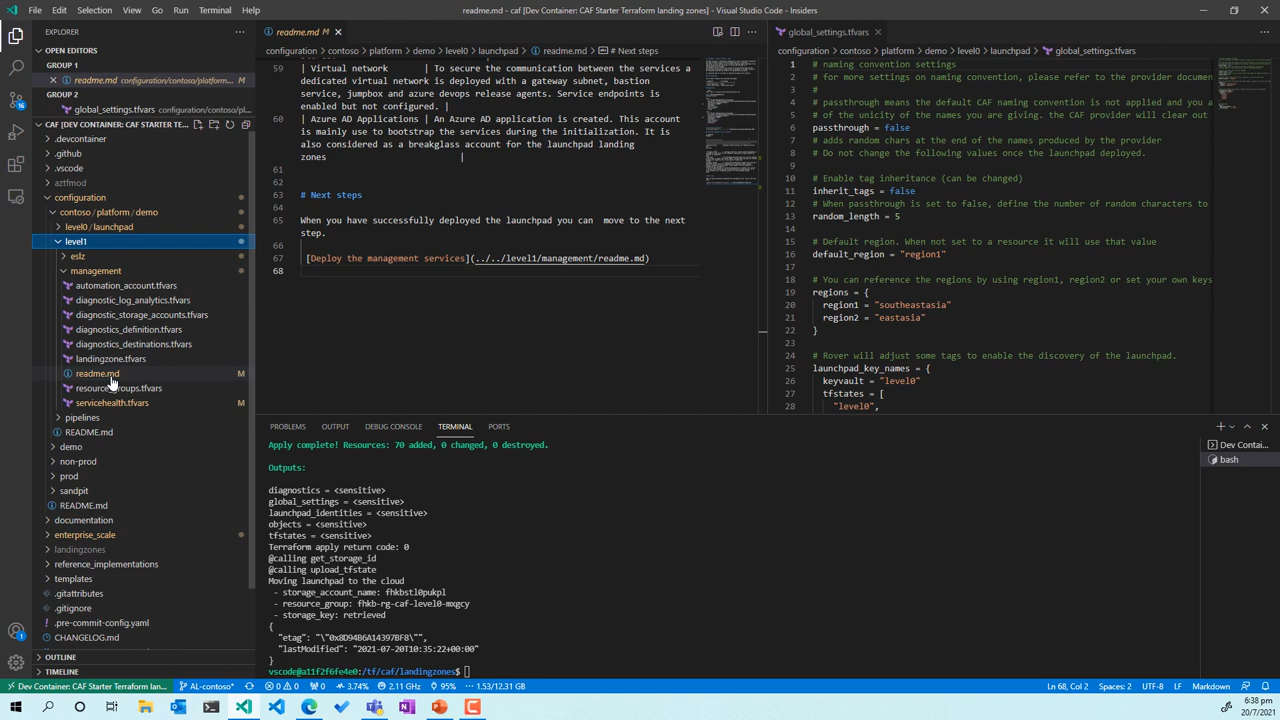 File Edit Selection View Go Run Terminal Help
readme.md - caf [Dev Container: CAF Starter Terraform landing zones] - Visual Studio Code - Insiders
EXPLORER
OPEN EDITORS
GROUP 1
readme.md configuration/contoso/platform/... M
GROUP 2
global_settings.tfvars configuration/contoso/pl...
CAF [DEV CONTAINER: CAF STARTER TE...
.devcontainer
.github
.vscode
aztfmod
configuration
contoso / platform / demo
level0 / launchpad
level1
eslz
management
automation_account.tfvars
diagnostic_log_analytics.tfvars
diagnostic_storage_accounts.tfvars
diagnostics_definition.tfvars
diagnostics_destinations.tfvars
landingzone.tfvars
readme.md M
servicehealth.tfvars M
pipelines
README.md
demo
non-prod
prod
sandpit
README.md
documentation
enterprise_scale
landingzones
reference_implementations
templates
.gitattributes
.gitignore
.pre-commit-config.yaml
CHANGELOG.md
OUTLINE
TIMELINE
readme.md M
configuration > contoso > platform > demo > level0 > launchpad > readme.md > # Next steps
59 | Virtual network | To secure the communication between the services a
dedicated virtual network is deployed with a gateway subnet, bastion
service, jumpbox and azure devops release agents. Service endpoints is
enabled but not configured. |
60 | Azure AD Applications | An Azure AD application is created. This account
is mainly use to bootstrap the services during the initialization. It is
also considered as a breakglass account for the launchpad landing
zones |
61
62
63 # Next steps
64
65 When you have successfully deployed the launchpad you can move to the next
step.
66
67 [Deploy the management services](../../level1/management/readme.md)
68
global_settings.tfvars
configuration > contoso > platform > demo > level0 > launchpad > global_settings.tfvars
1 # naming convention settings
2 # for more settings on naming convention, please refer to the provider document
3 #
4 # passthrough means the default CAF naming convention is not applied and you a
5 # of the unicity of the names you are giving. the CAF provider will clear out
6 passthrough = false
7 # adds random chars at the end of the names produced by the provider
8 # Do not change the following values once the launchpad deployed.
9
10 # Enable tag inheritance (can be changed)
11 inherit_tags = false
12 # When passthrough is set to false, define the number of random characters to
13 random_length = 5
14
15 # Default region. When not set to a resource it will use that value
16 default_region = "region1"
17
18 # You can reference the regions by using region1, region2 or set your own keys
19 regions = {
20 region1 = "southeastasia"
21 region2 = "eastasia"
22 }
23
24 # Rover will adjust some tags to enable the discovery of the launchpad.
25 launchpad_key_names = {
26 keyvault = "level0"
27 tfstates = [
28 "level0",
PROBLEMS OUTPUT DEBUG CONSOLE TERMINAL PORTS
Apply complete! Resources: 70 added, 0 changed, 0 destroyed.
Outputs:
diagnostics = <sensitive>
global_settings = <sensitive>
launchpad_identities = <sensitive>
objects = <sensitive>
tfstates = <sensitive>
Terraform apply return code: 0
@calling get_storage_id
@calling upload_tfstate
Moving launchpad to the cloud
- storage_account_name: fhkbstl0pukpl
- resource_group: fhkb-rg-caf-level0-mxgcy
- storage_key: retrieved
{
"etag": "\"0x8D94B6A14397BF8\"",
"lastModified": "2021-07-20T10:35:22+00:00"
}
vscode@a11f2f6fe4e0:/tf/caf/landingzones$
Dev Contai...
bash
Dev Container: CAF Starter Terraform lan... AL-contoso* 0 0 0 3.74% 2.11 GHz 95% 1.53/12.31 GB
Ln 68, Col 2 Spaces: 2 UTF-8 LF Markdown
6:38 pm
20/7/2021